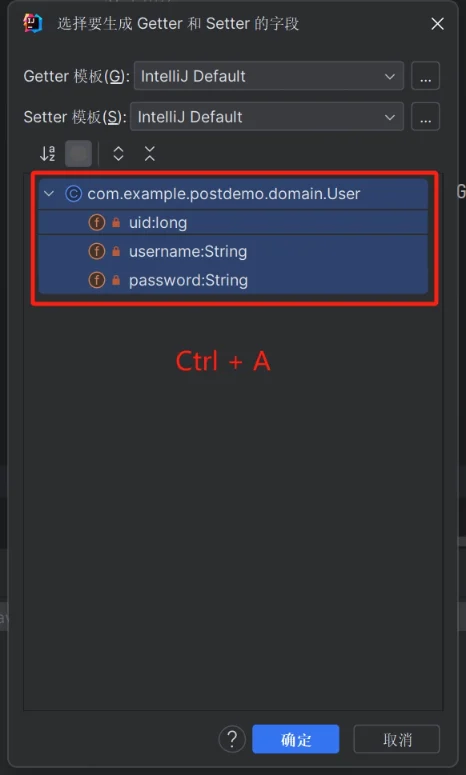 选择要生成 Getter 和 Setter 的字段
Getter 模板(G): IntelliJ Default ...
Setter 模板(S): IntelliJ Default ...
com.example.postdemo.domain.User
uid:long
username:String
password:String
Ctrl + A
? 确定 取消